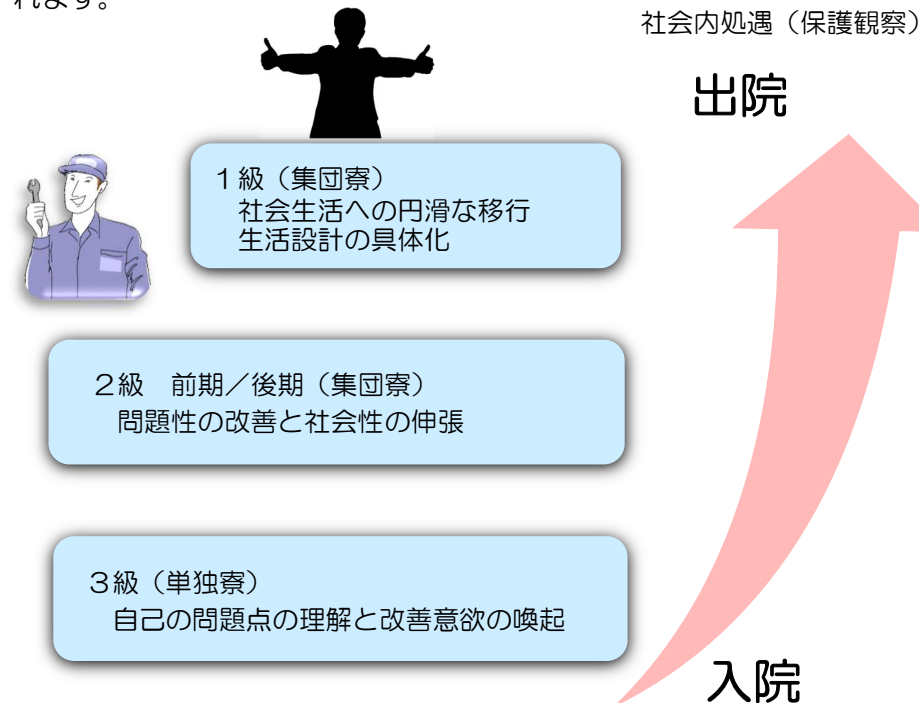 れます。
社会内処遇（保護観察）
出院
１級（集団寮）
社会生活への円滑な移行
生活設計の具体化
２級　前期／後期（集団寮）
問題性の改善と社会性の伸張
３級（単独寮）
自己の問題点の理解と改善意欲の喚起
入院